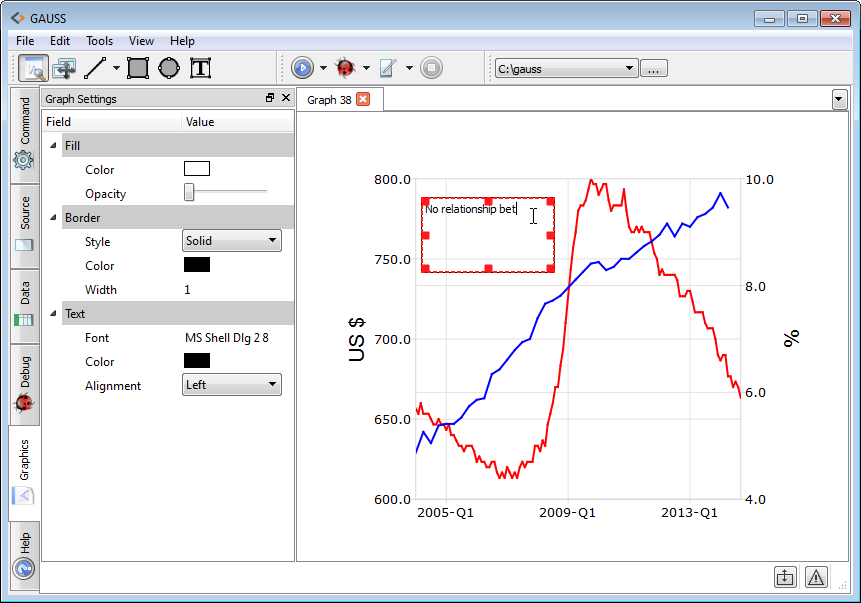 GAUSS
File Edit Tools View Help
T
C:\gauss ...
Command
Source
Data
Debug
Graphics
Help
Graph Settings
Field Value
Fill
Color
Opacity
Border
Style Solid
Color
Width 1
Text
Font MS Shell Dlg 2 8
Color
Alignment Left
Graph 38
No relationship bet
800.0
750.0
700.0
650.0
600.0
US $
10.0
8.0
6.0
4.0
%
2005-Q1 2009-Q1 2013-Q1